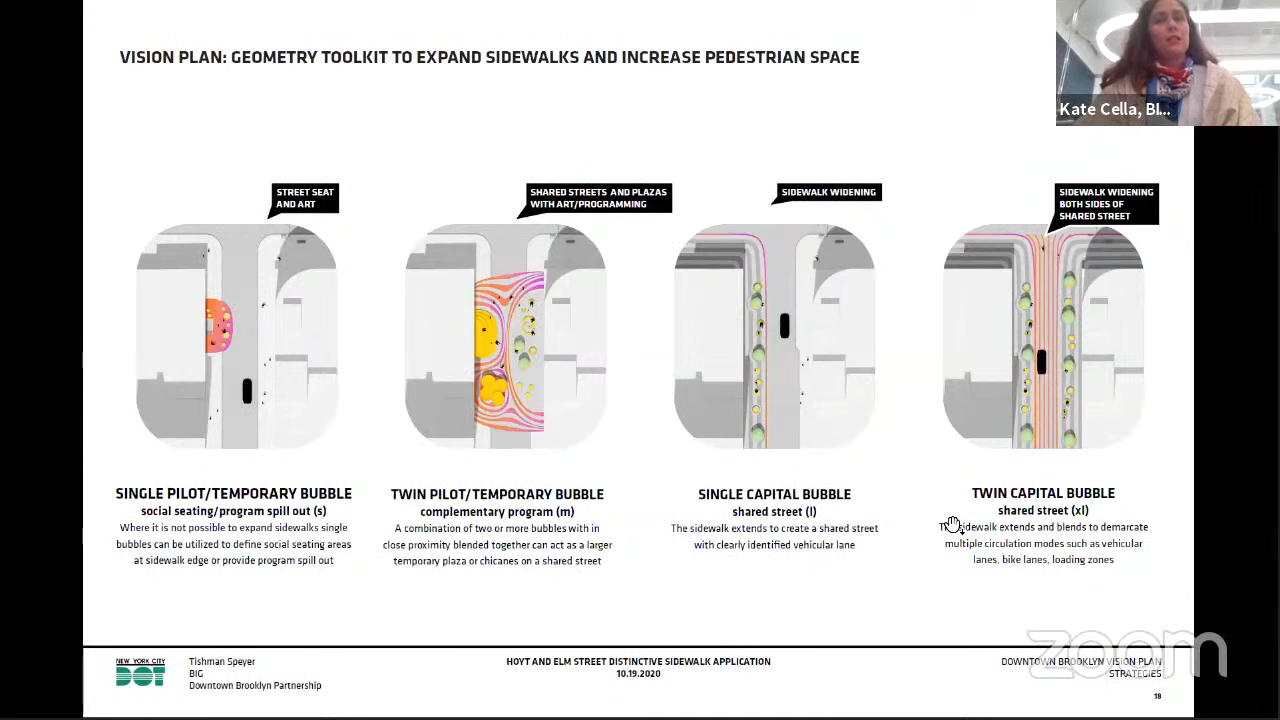 VISION PLAN: GEOMETRY TOOLKIT TO EXPAND SIDEWALKS AND INCREASE PEDESTRIAN SPACE
Kate Cella, BI...
STREET SEAT
AND ART
SHARED STREETS AND PLAZAS
WITH ART/PROGRAMMING
SIDEWALK WIDENING
SIDEWALK WIDENING
BOTH SIDES OF
SHARED STREET
SINGLE PILOT/TEMPORARY BUBBLE
social seating/program spill out (s)
Where it is not possible to expand sidewalks single
bubbles can be utilized to define social seating areas
at sidewalk edge or provide program spill out
TWIN PILOT/TEMPORARY BUBBLE
complementary program (m)
A combination of two or more bubbles with in
close proximity blended together can act as a larger
temporary plaza or chicanes on a shared street
SINGLE CAPITAL BUBBLE
shared street (l)
The sidewalk extends to create a shared street
with clearly identified vehicular lane
TWIN CAPITAL BUBBLE
shared street (xl)
The sidewalk extends and blends to demarcate
multiple circulation modes such as vehicular
lanes, bike lanes, loading zones
NEW YORK CITY
DOT
Tishman Speyer
BIG
Downtown Brooklyn Partnership
HOYT AND ELM STREET DISTINCTIVE SIDEWALK APPLICATION
10.19.2020
DOWNTOWN BROOKLYN VISION PLAN
STRATEGIES
18
zoom